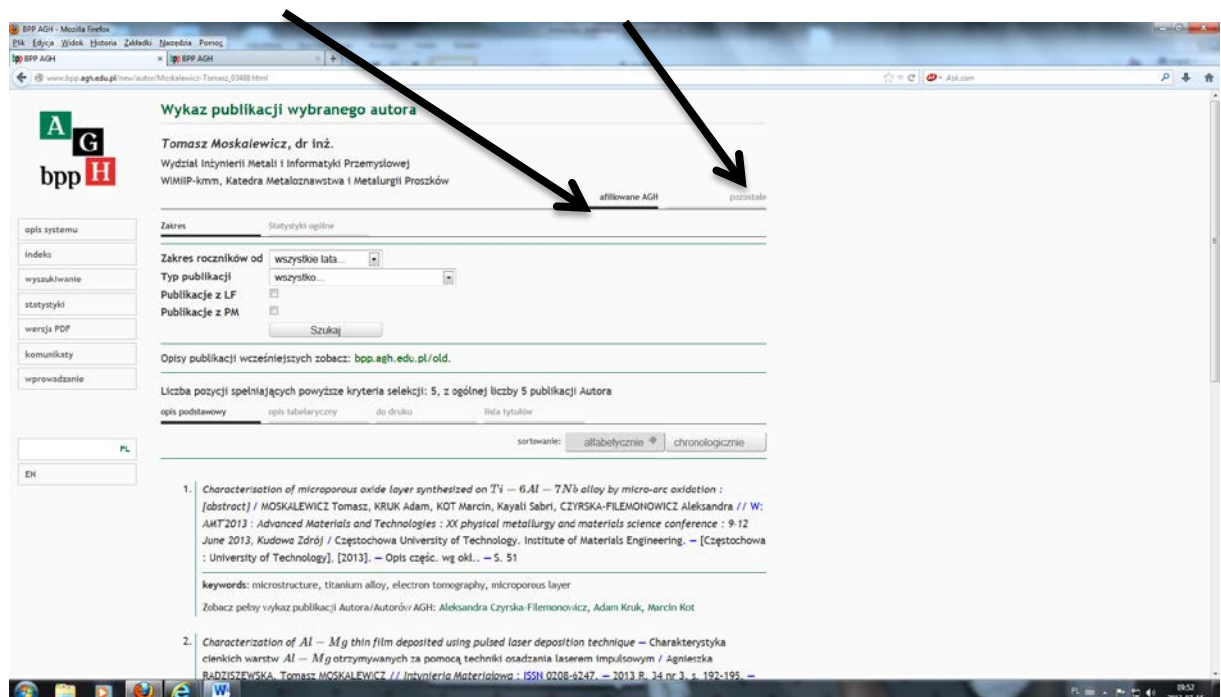 BPP AGH - Mozilla Firefox
Plik Edycja Widok Historia Zakładki Narzędzia Pomoc
BPP AGH × BPP AGH × +
www.bpp.agh.edu.pl/new/autor/Moskalewicz-Tomasz_03488.html Ask.com
A G H bpp
Wykaz publikacji wybranego autora
Tomasz Moskalewicz, dr inż.
Wydział Inżynierii Metali i Informatyki Przemysłowej
WIMIIP-kmm, Katedra Metaloznawstwa i Metalurgii Proszków
afiliowane AGH pozostałe
opis systemu
indeks
wyszukiwanie
statystyki
wersja PDF
komunikaty
wprowadzanie
PL
EN
Zakres Statystyki ogólne
Zakres roczników od wszystkie lata...
Typ publikacji wszystko...
Publikacje z LF
Publikacje z PM
Szukaj
Opisy publikacji wcześniejszych zobacz: bpp.agh.edu.pl/old.
Liczba pozycji spełniających powyższe kryteria selekcji: 5, z ogólnej liczby 5 publikacji Autora
opis podstawowy opis tabelaryczny do druku lista tytułów
sortowanie: alfabetycznie chronologicznie
1. Characterisation of microporous oxide layer synthesized on Ti − 6Al − 7Nb alloy by micro-arc oxidation :
[abstract] / MOSKALEWICZ Tomasz, KRUK Adam, KOT Marcin, Kayali Sabri, CZYRSKA-FILEMONOWICZ Aleksandra // W:
AMT'2013 : Advanced Materials and Technologies : XX physical metallurgy and materials science conference : 9-12
June 2013, Kudowa Zdrój / Częstochowa University of Technology. Institute of Materials Engineering. — [Częstochowa
: University of Technology], [2013]. — Opis częśc. wg okł.. — S. 51
keywords: microstructure, titanium alloy, electron tomography, microporous layer
Zobacz pełny wykaz publikacji Autora/Autorów AGH: Aleksandra Czyrska-Filemonowicz, Adam Kruk, Marcin Kot
2. Characterization of Al − Mg thin film deposited using pulsed laser deposition technique — Charakterystyka
cienkich warstw Al − Mg otrzymywanych za pomocą techniki osadzania laserem impulsowym / Agnieszka
RADZISZEWSKA, Tomasz MOSKALEWICZ // Inżynieria Materiałowa ; ISSN 0208-6247. — 2013 R. 34 nr 3, s. 192-195. —
PL 09:52